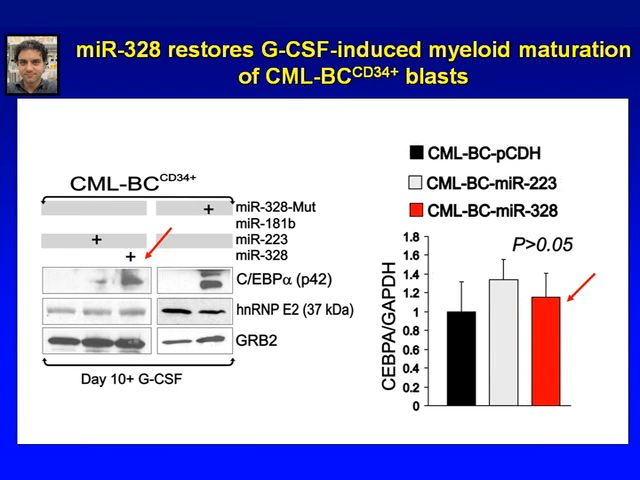 miR-328 restores G-CSF-induced myeloid maturation
of CML-BCCD34+ blasts
CML-BCCD34+
+ miR-328-Mut
miR-181b
+ miR-223
+ miR-328
C/EBPα (p42)
hnRNP E2 (37 kDa)
GRB2
Day 10+ G-CSF
CML-BC-pCDH
CML-BC-miR-223
CML-BC-miR-328
P>0.05
CEBPA/GAPDH
1.8
1.6
1.4
1.2
1.0
0.8
0.6
0.4
0.2
0